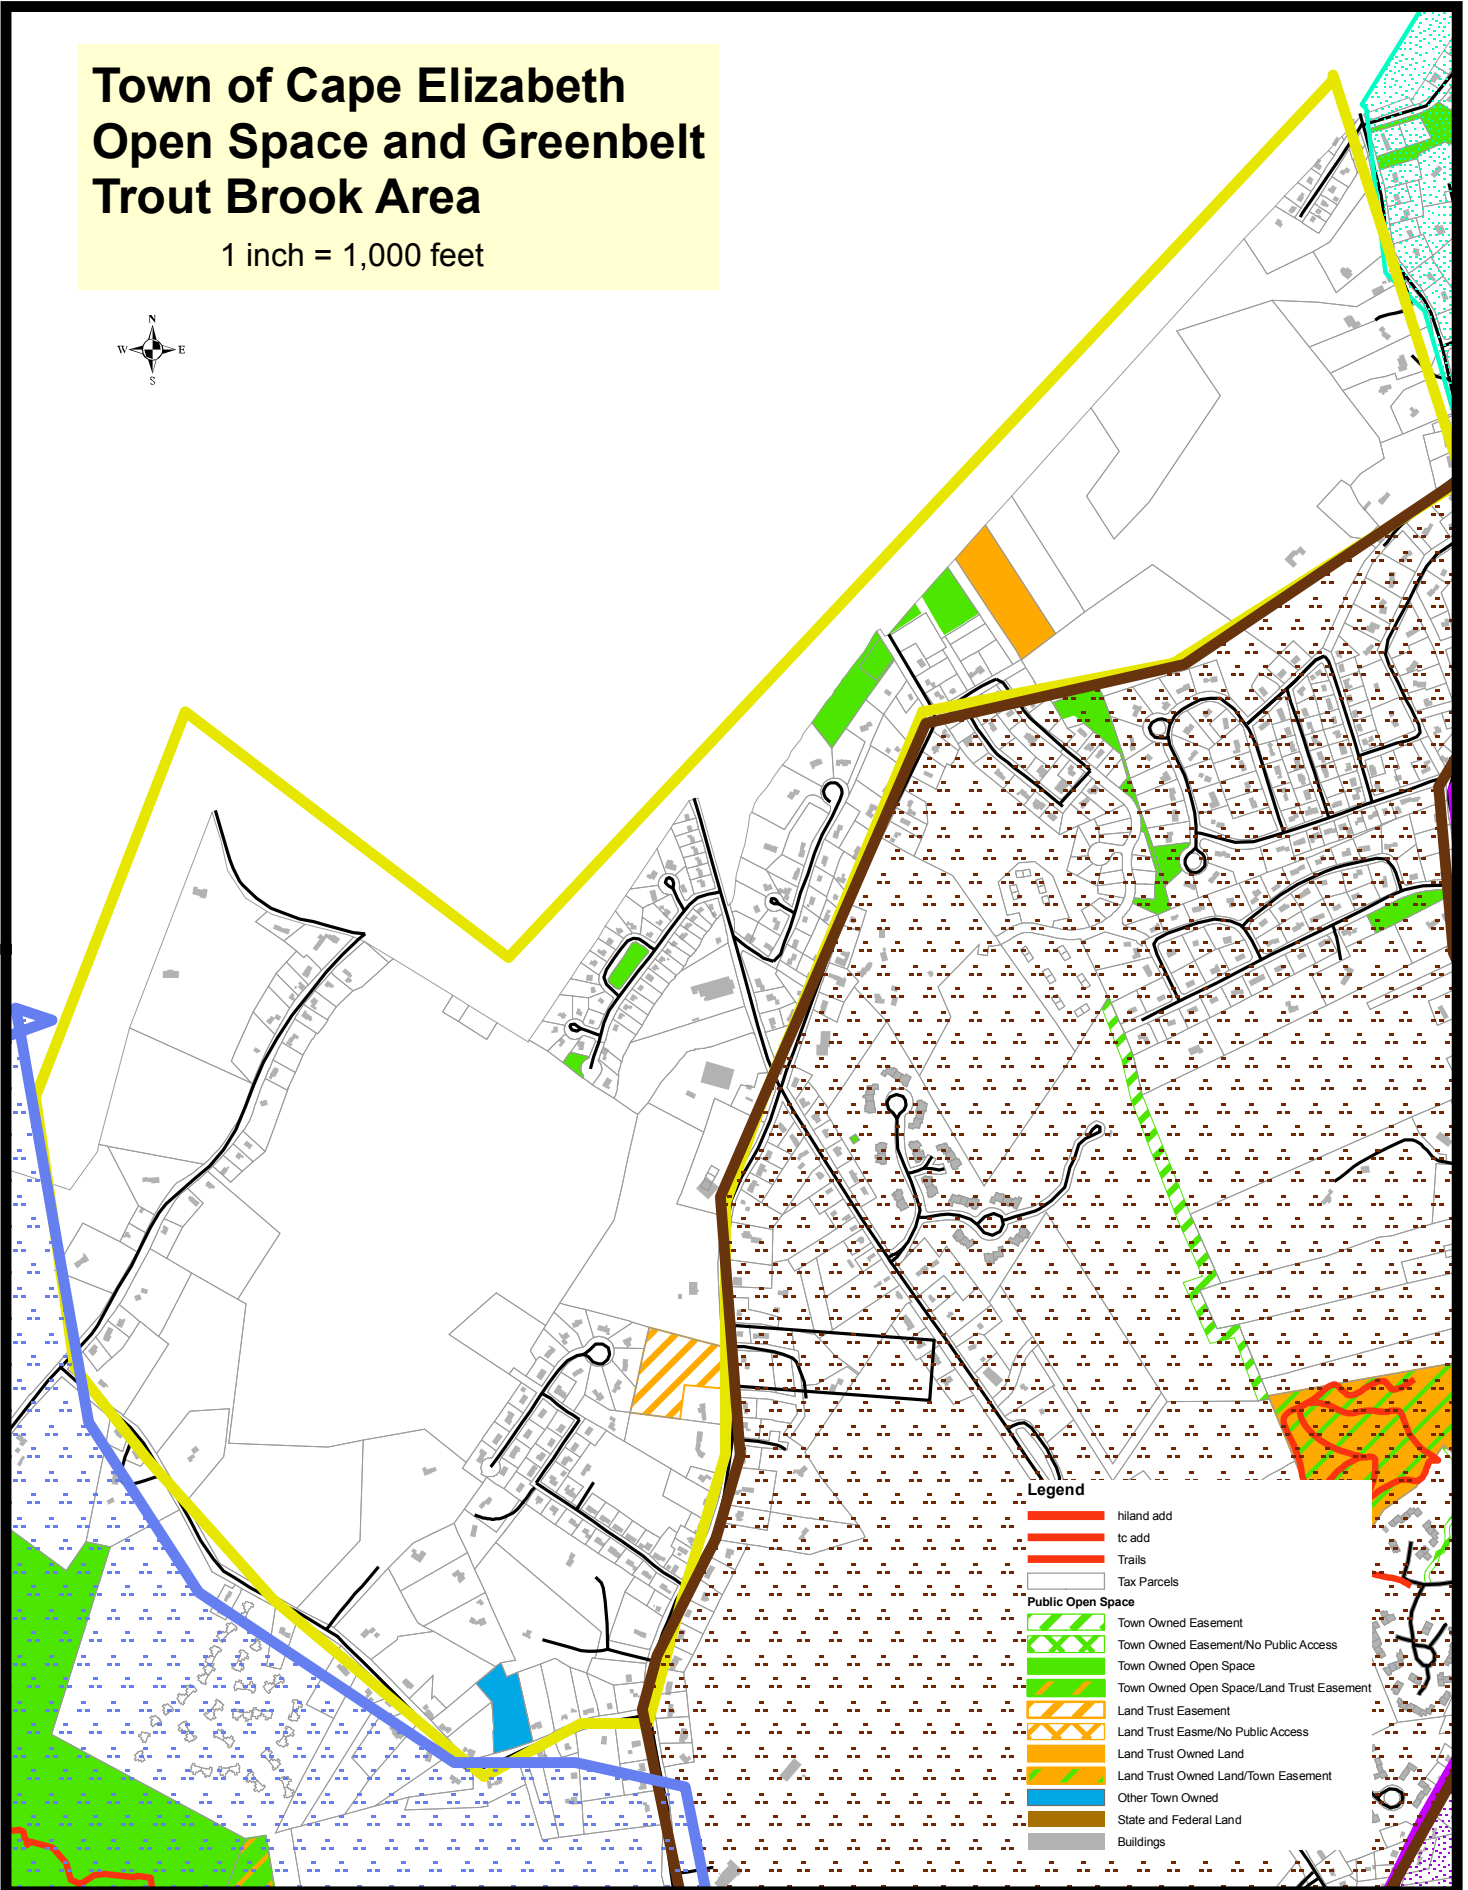 Town of Cape Elizabeth
Open Space and Greenbelt
Trout Brook Area
1 inch = 1,000 feet
N
W E
S
Legend
hiland add
tc add
Trails
Tax Parcels
Public Open Space
Town Owned Easement
Town Owned Easement/No Public Access
Town Owned Open Space
Town Owned Open Space/Land Trust Easement
Land Trust Easement
Land Trust Easme/No Public Access
Land Trust Owned Land
Land Trust Owned Land/Town Easement
Other Town Owned
State and Federal Land
Buildings